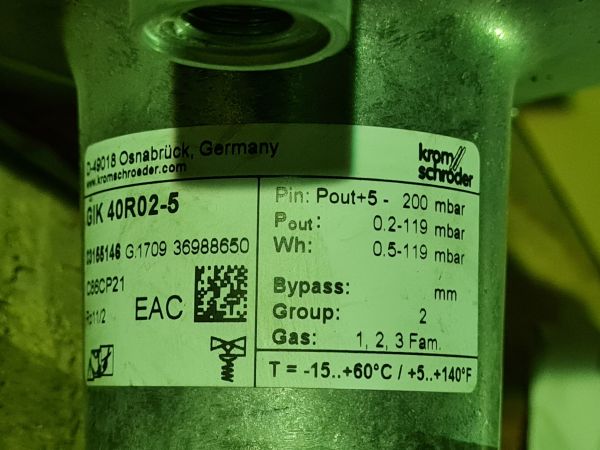 D-49018 Osnabrück, Germany
www.kromschroeder.com
krom//
schröder
GIK 40R02-5
03155146 G.1709 36988650
C86CP21
Rp11/2
EAC
Pin: Pout+5 - 200 mbar
Pout: 0.2-119 mbar
Wh: 0.5-119 mbar
Bypass: mm
Group: 2
Gas: 1, 2, 3 Fam.
T = -15..+60°C / +5..+140°F